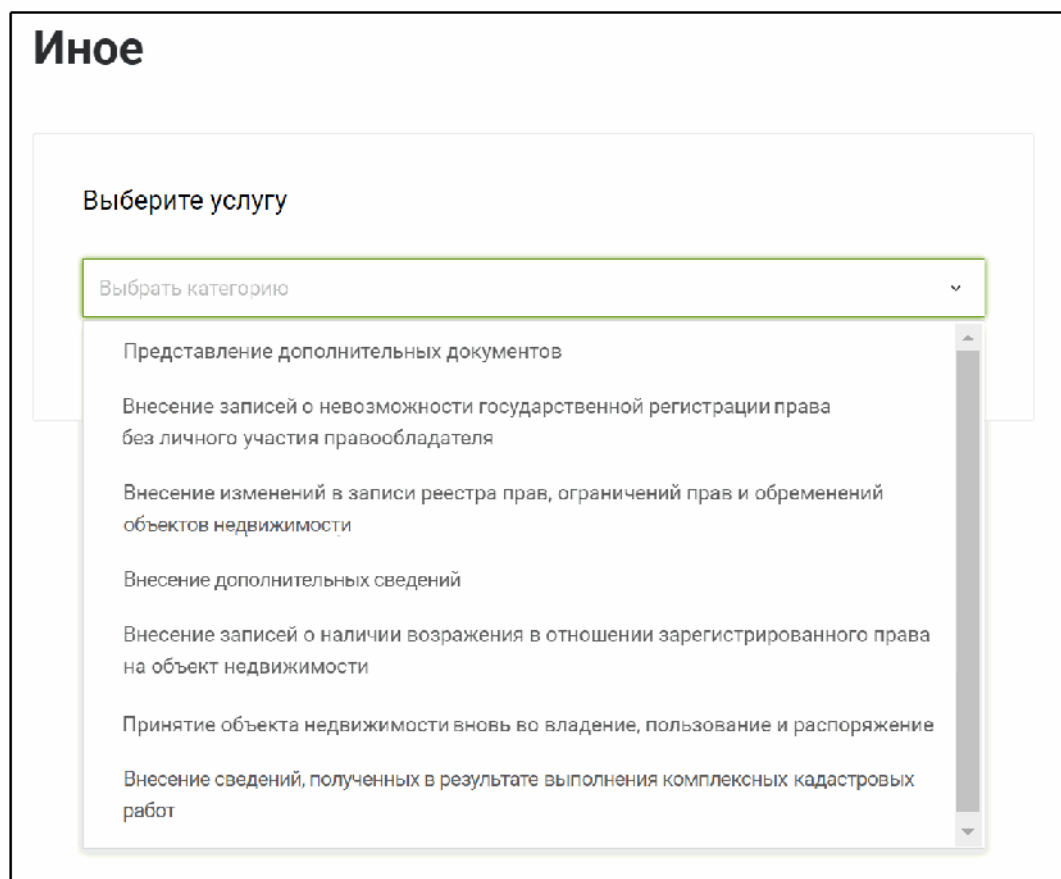 Иное
Выберите услугу
Выбрать категорию
Представление дополнительных документов
Внесение записей о невозможности государственной регистрации права
без личного участия правообладателя
Внесение изменений в записи реестра прав, ограничений прав и обременений
объектов недвижимости
Внесение дополнительных сведений
Внесение записей о наличии возражения в отношении зарегистрированного права
на объект недвижимости
Принятие объекта недвижимости вновь во владение, пользование и распоряжение
Внесение сведений, полученных в результате выполнения комплексных кадастровых
работ